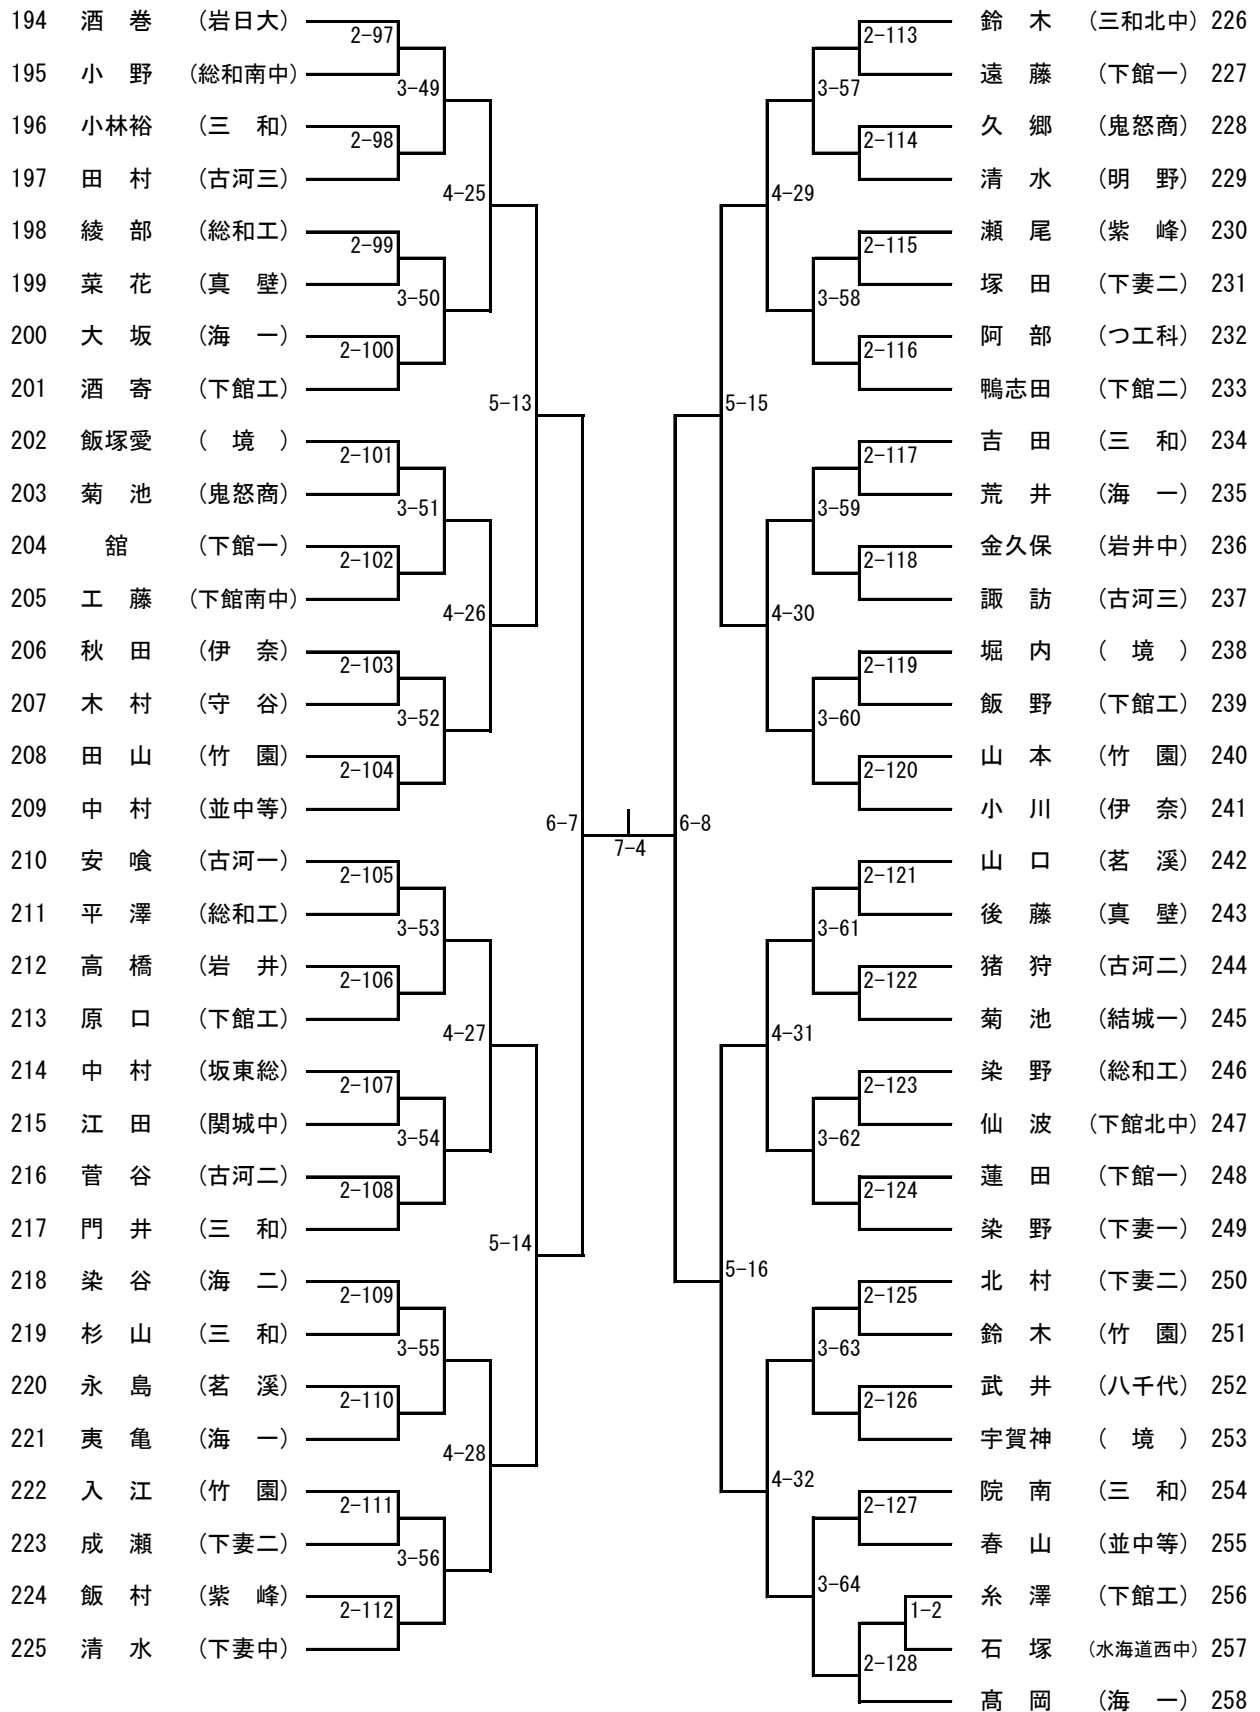 194 酒 巻 (岩日大)
195 小 野 (総和南中)
196 小林裕 (三 和)
197 田 村 (古河三)
198 綾 部 (総和工)
199 菜 花 (真 壁)
200 大 坂 (海 一)
201 酒 寄 (下館工)
202 飯塚愛 ( 境 )
203 菊 池 (鬼怒商)
204 舘 (下館一)
205 工 藤 (下館南中)
206 秋 田 (伊 奈)
207 木 村 (守 谷)
208 田 山 (竹 園)
209 中 村 (並中等)
210 安 喰 (古河一)
211 平 澤 (総和工)
212 高 橋 (岩 井)
213 原 口 (下館工)
214 中 村 (坂東総)
215 江 田 (関城中)
216 菅 谷 (古河二)
217 門 井 (三 和)
218 染 谷 (海 二)
219 杉 山 (三 和)
220 永 島 (茗 溪)
221 夷 亀 (海 一)
222 入 江 (竹 園)
223 成 瀬 (下妻二)
224 飯 村 (紫 峰)
225 清 水 (下妻中)
2-97
2-98
2-99
2-100
2-101
2-102
2-103
2-104
2-105
2-106
2-107
2-108
2-109
2-110
2-111
2-112
3-49
3-50
3-51
3-52
3-53
3-54
3-55
3-56
4-25
4-26
4-27
4-28
5-13
5-14
6-7
7-4
6-8
5-15
5-16
4-29
4-30
4-31
4-32
3-57
3-58
3-59
3-60
3-61
3-62
3-63
3-64
2-113
2-114
2-115
2-116
2-117
2-118
2-119
2-120
2-121
2-122
2-123
2-124
2-125
2-126
2-127
2-128
1-2
鈴 木 (三和北中) 226
遠 藤 (下館一) 227
久 郷 (鬼怒商) 228
清 水 (明 野) 229
瀬 尾 (紫 峰) 230
塚 田 (下妻二) 231
阿 部 (つ工科) 232
鴨志田 (下館二) 233
吉 田 (三 和) 234
荒 井 (海 一) 235
金久保 (岩井中) 236
諏 訪 (古河三) 237
堀 内 ( 境 ) 238
飯 野 (下館工) 239
山 本 (竹 園) 240
小 川 (伊 奈) 241
山 口 (茗 溪) 242
後 藤 (真 壁) 243
猪 狩 (古河二) 244
菊 池 (結城一) 245
染 野 (総和工) 246
仙 波 (下館北中) 247
蓮 田 (下館一) 248
染 野 (下妻一) 249
北 村 (下妻二) 250
鈴 木 (竹 園) 251
武 井 (八千代) 252
宇賀神 ( 境 ) 253
院 南 (三 和) 254
春 山 (並中等) 255
糸 澤 (下館工) 256
石 塚 (水海道西中) 257
髙 岡 (海 一) 258